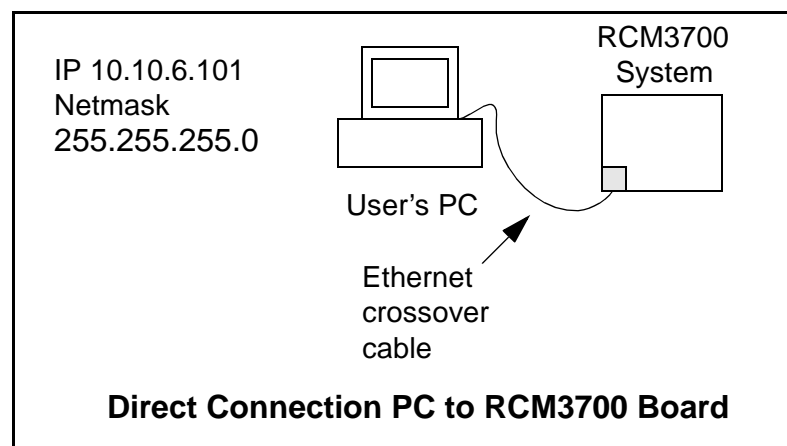 IP 10.10.6.101
Netmask
255.255.255.0
RCM3700
System
User's PC
Ethernet
crossover
cable
Direct Connection PC to RCM3700 Board